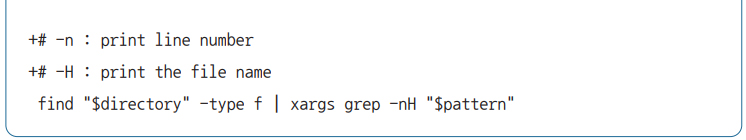 +# -n : print line number
+# -H : print the file name
find "$directory" -type f | xargs grep -nH "$pattern"